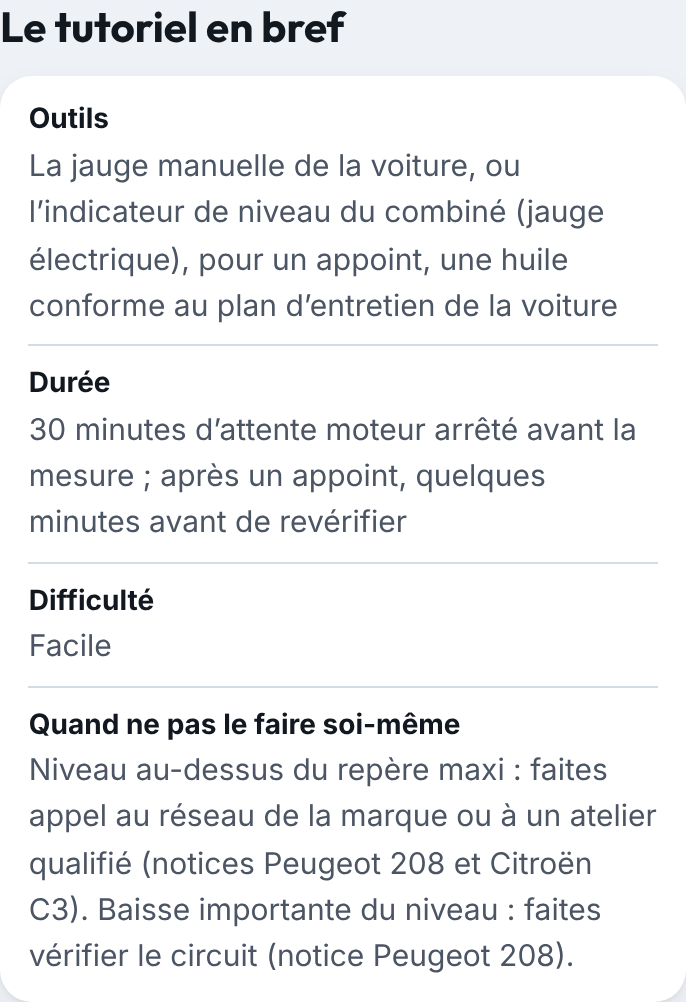 Le tutoriel en bref
Outils
La jauge manuelle de la voiture, ou
l’indicateur de niveau du combiné (jauge
électrique), pour un appoint, une huile
conforme au plan d’entretien de la voiture
Durée
30 minutes d’attente moteur arrêté avant la
mesure ; après un appoint, quelques
minutes avant de revérifier
Difficulté
Facile
Quand ne pas le faire soi-même
Niveau au-dessus du repère maxi : faites
appel au réseau de la marque ou à un atelier
qualifié (notices Peugeot 208 et Citroën
C3). Baisse importante du niveau : faites
vérifier le circuit (notice Peugeot 208).